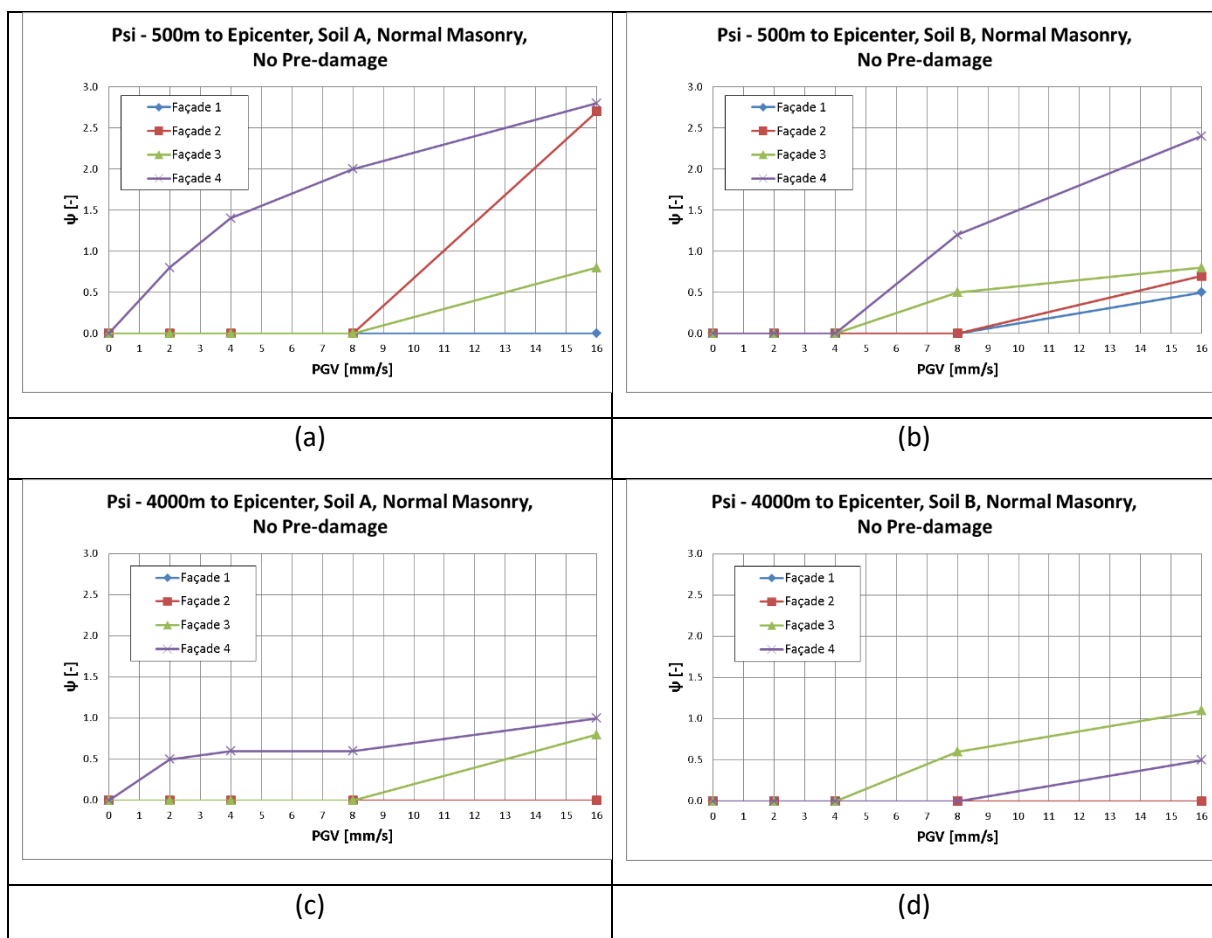 Psi - 500m to Epicenter, Soil A, Normal Masonry,
No Pre-damage
3.0
2.5
2.0
1.5
1.0
0.5
0.0
ψ [-]
Façade 1
Façade 2
Façade 3
Façade 4
0 1 2 3 4 5 6 7 8 9 10 11 12 13 14 15 16
PGV [mm/s]
(a)
Psi - 500m to Epicenter, Soil B, Normal Masonry,
No Pre-damage
3.0
2.5
2.0
1.5
1.0
0.5
0.0
ψ [-]
Façade 1
Façade 2
Façade 3
Façade 4
0 1 2 3 4 5 6 7 8 9 10 11 12 13 14 15 16
PGV [mm/s]
(b)
Psi - 4000m to Epicenter, Soil A, Normal Masonry,
No Pre-damage
3.0
2.5
2.0
1.5
1.0
0.5
0.0
ψ [-]
Façade 1
Façade 2
Façade 3
Façade 4
0 1 2 3 4 5 6 7 8 9 10 11 12 13 14 15 16
PGV [mm/s]
(c)
Psi - 4000m to Epicenter, Soil B, Normal Masonry,
No Pre-damage
3.0
2.5
2.0
1.5
1.0
0.5
0.0
ψ [-]
Façade 1
Façade 2
Façade 3
Façade 4
0 1 2 3 4 5 6 7 8 9 10 11 12 13 14 15 16
PGV [mm/s]
(d)